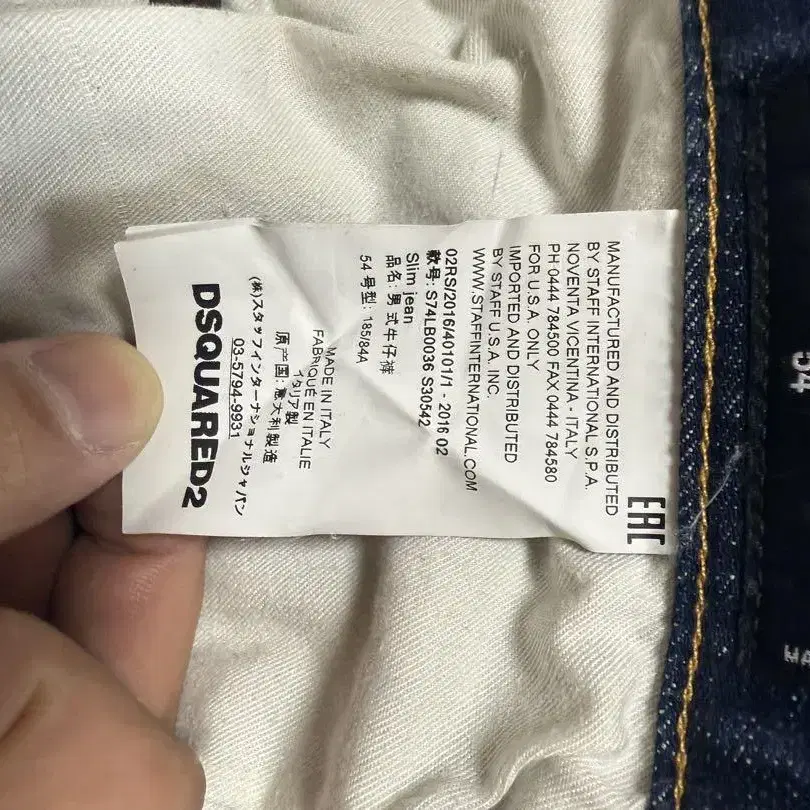 EAC
MANUFACTURED AND DISTRIBUTED
BY STAFF INTERNATIONAL S.P.A.
NOVENTA VICENTINA - ITALY
PH 0444 784500 FAX 0444 784580
FOR U.S.A. ONLY
IMPORTED AND DISTRIBUTED
BY STAFF U.S.A. INC.
WWW.STAFFINTERNATIONAL.COM
02RS/2016/40101/1 - 2016 02
款号: S74LB0036 S30542
Slim jean
品名: 男式牛仔裤
54 号型: 185/84A
MADE IN ITALY
FABRIQUÉ EN ITALIE
イタリア製
原产国: 意大利製造
(株)スタッフインターナショナルジャパン
03-5794-9931
DSQUARED2
54